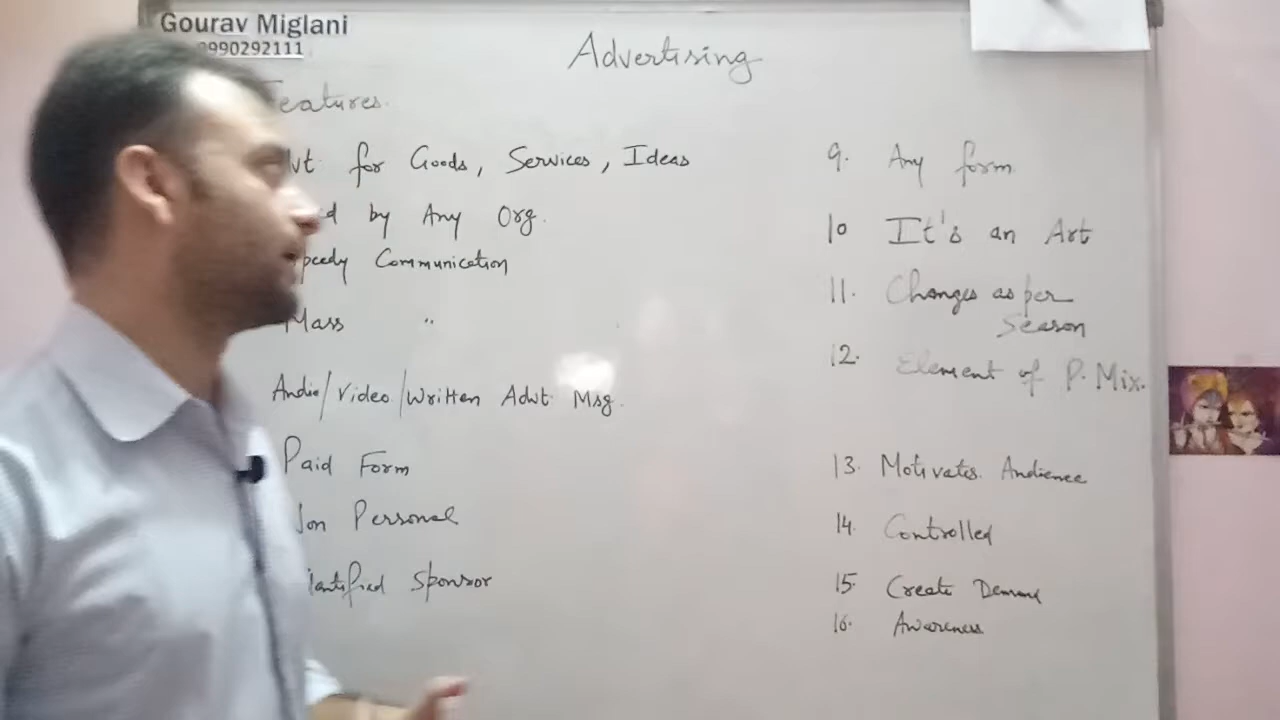 Gourav Miglani
9990292111
Advertising
Features.
for Goods, Services, Ideas
by Any Org.
Speedy Communication
Mass "
Audio/Video/Written Advt Msg.
Paid Form
Non Personal
Sponsor
9. Any form
10 It's an Art
11. Changes as per
Season
12. Element of P. Mix.
13. Motivates Audience
14 Controlled
15 Create Demand
16. Awareness